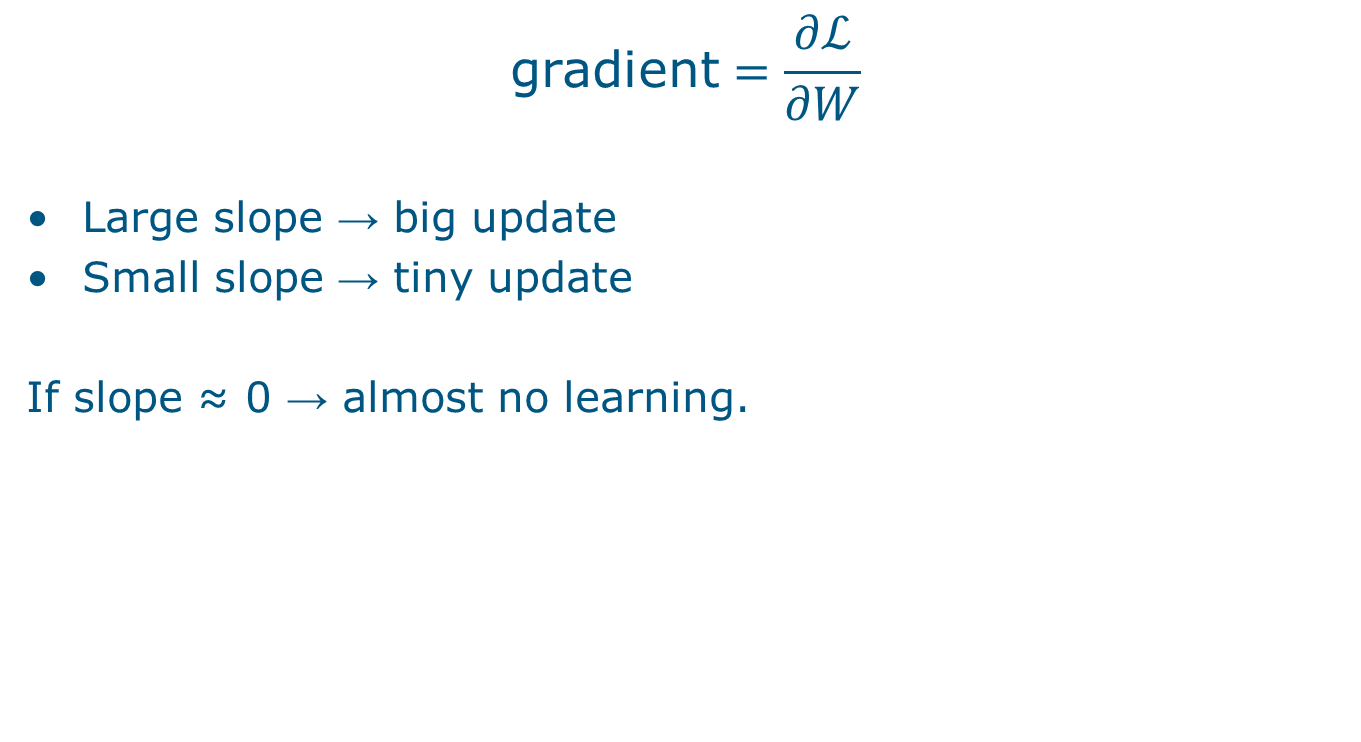 gradient = ∂ℒ/∂W
• Large slope → big update
• Small slope → tiny update
If slope ≈ 0 → almost no learning.